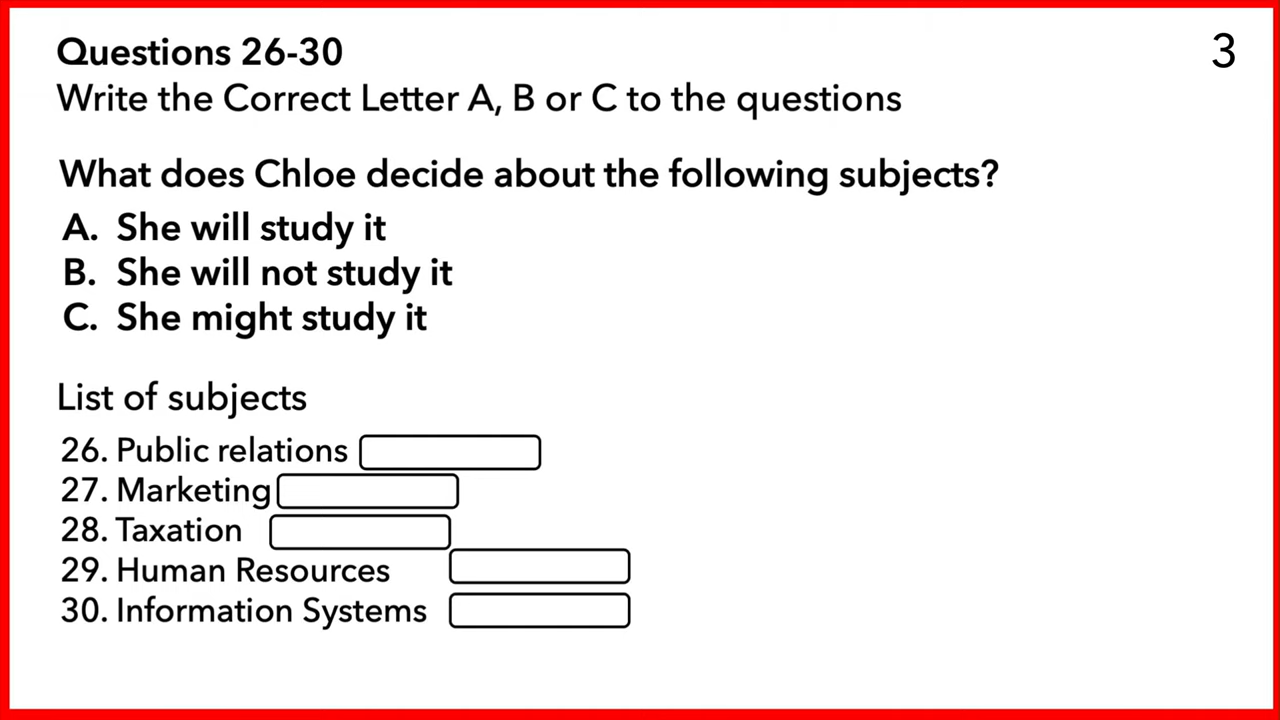 Questions 26-30
3
Write the Correct Letter A, B or C to the questions
What does Chloe decide about the following subjects?
A. She will study it
B. She will not study it
C. She might study it
List of subjects
26. Public relations
27. Marketing
28. Taxation
29. Human Resources
30. Information Systems